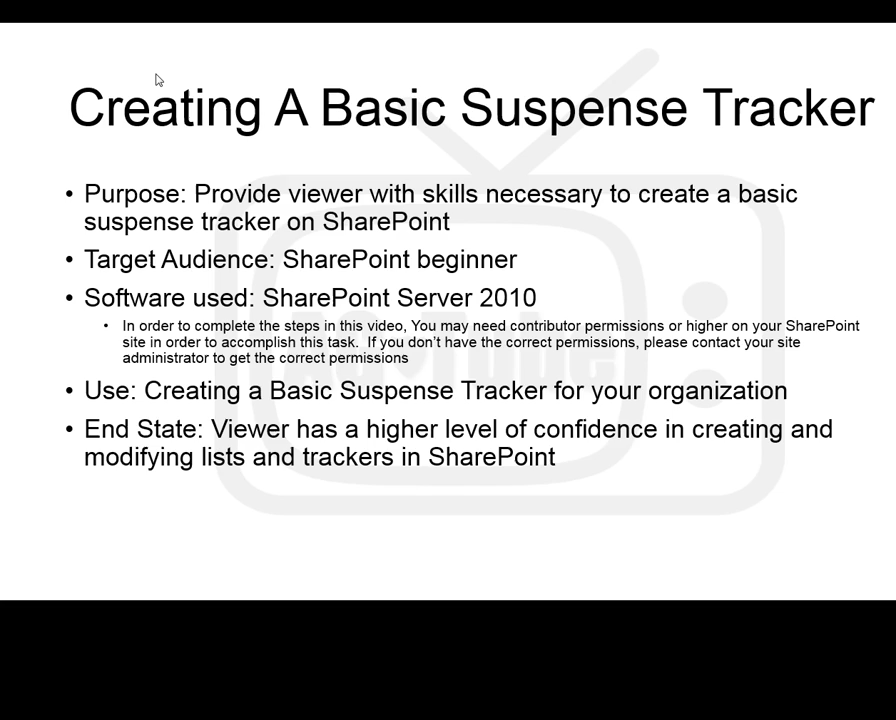 Creating A Basic Suspense Tracker
• Purpose: Provide viewer with skills necessary to create a basic
suspense tracker on SharePoint
• Target Audience: SharePoint beginner
• Software used: SharePoint Server 2010
• In order to complete the steps in this video, You may need contributor permissions or higher on your SharePoint
site in order to accomplish this task.  If you don't have the correct permissions, please contact your site
administrator to get the correct permissions
• Use: Creating a Basic Suspense Tracker for your organization
• End State: Viewer has a higher level of confidence in creating and
modifying lists and trackers in SharePoint